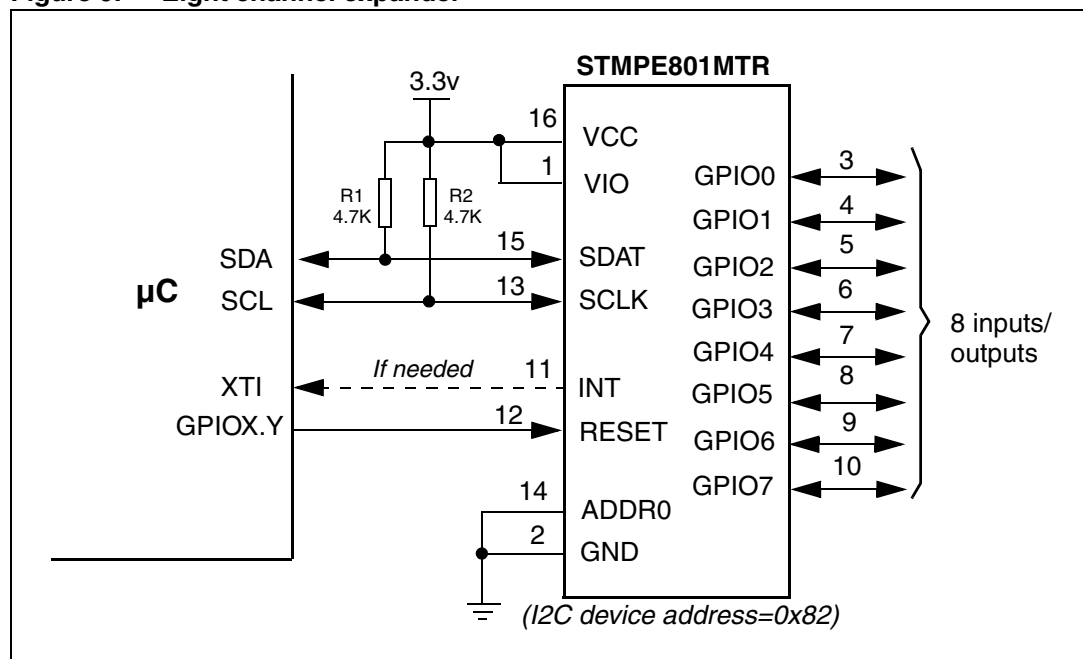 STMPE801MTR
3.3v
16
VCC
1
VIO
R1
4.7K
R2
4.7K
SDA
15
SDAT
µC
SCL
13
SCLK
XTI
If needed
11
INT
GPIOX.Y
12
RESET
14
ADDR0
2
GND
GPIO0
3
GPIO1
4
GPIO2
5
GPIO3
6
GPIO4
7
GPIO5
8
GPIO6
9
GPIO7
10
8 inputs/
outputs
(I2C device address=0x82)